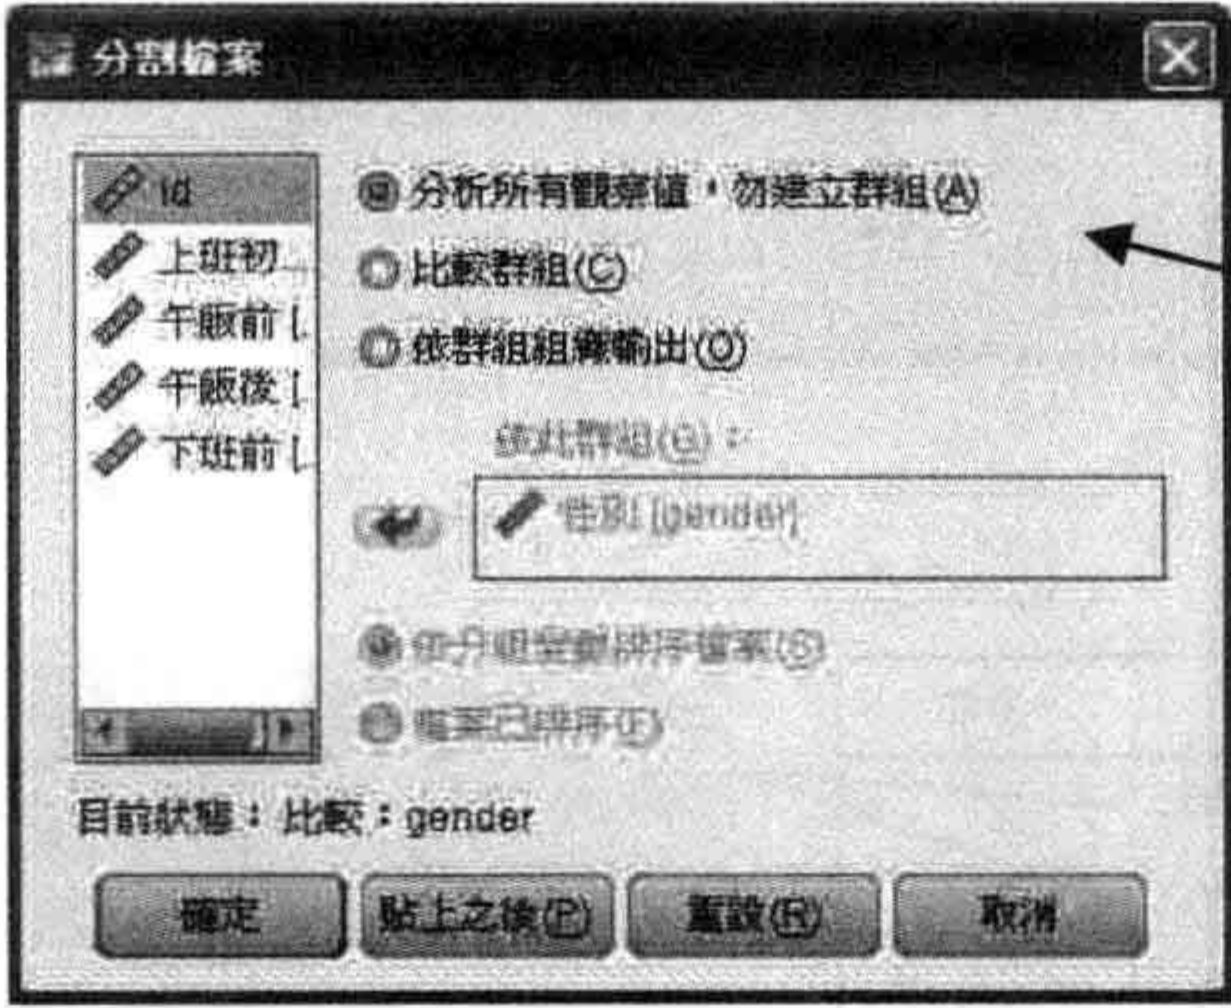 分割檔案
id
上班初...
午飯前 [...
午飯後 [...
下班前 [...
分析所有觀察值，勿建立群組(A)
比較群組(C)
依群組組織輸出(O)
依此群組(G)：
性別 [gender]
依分組變數排序檔案(S)
檔案已排序(F)
目前狀態：比較：gender
確定
貼上之後(P)
重設(R)
取消